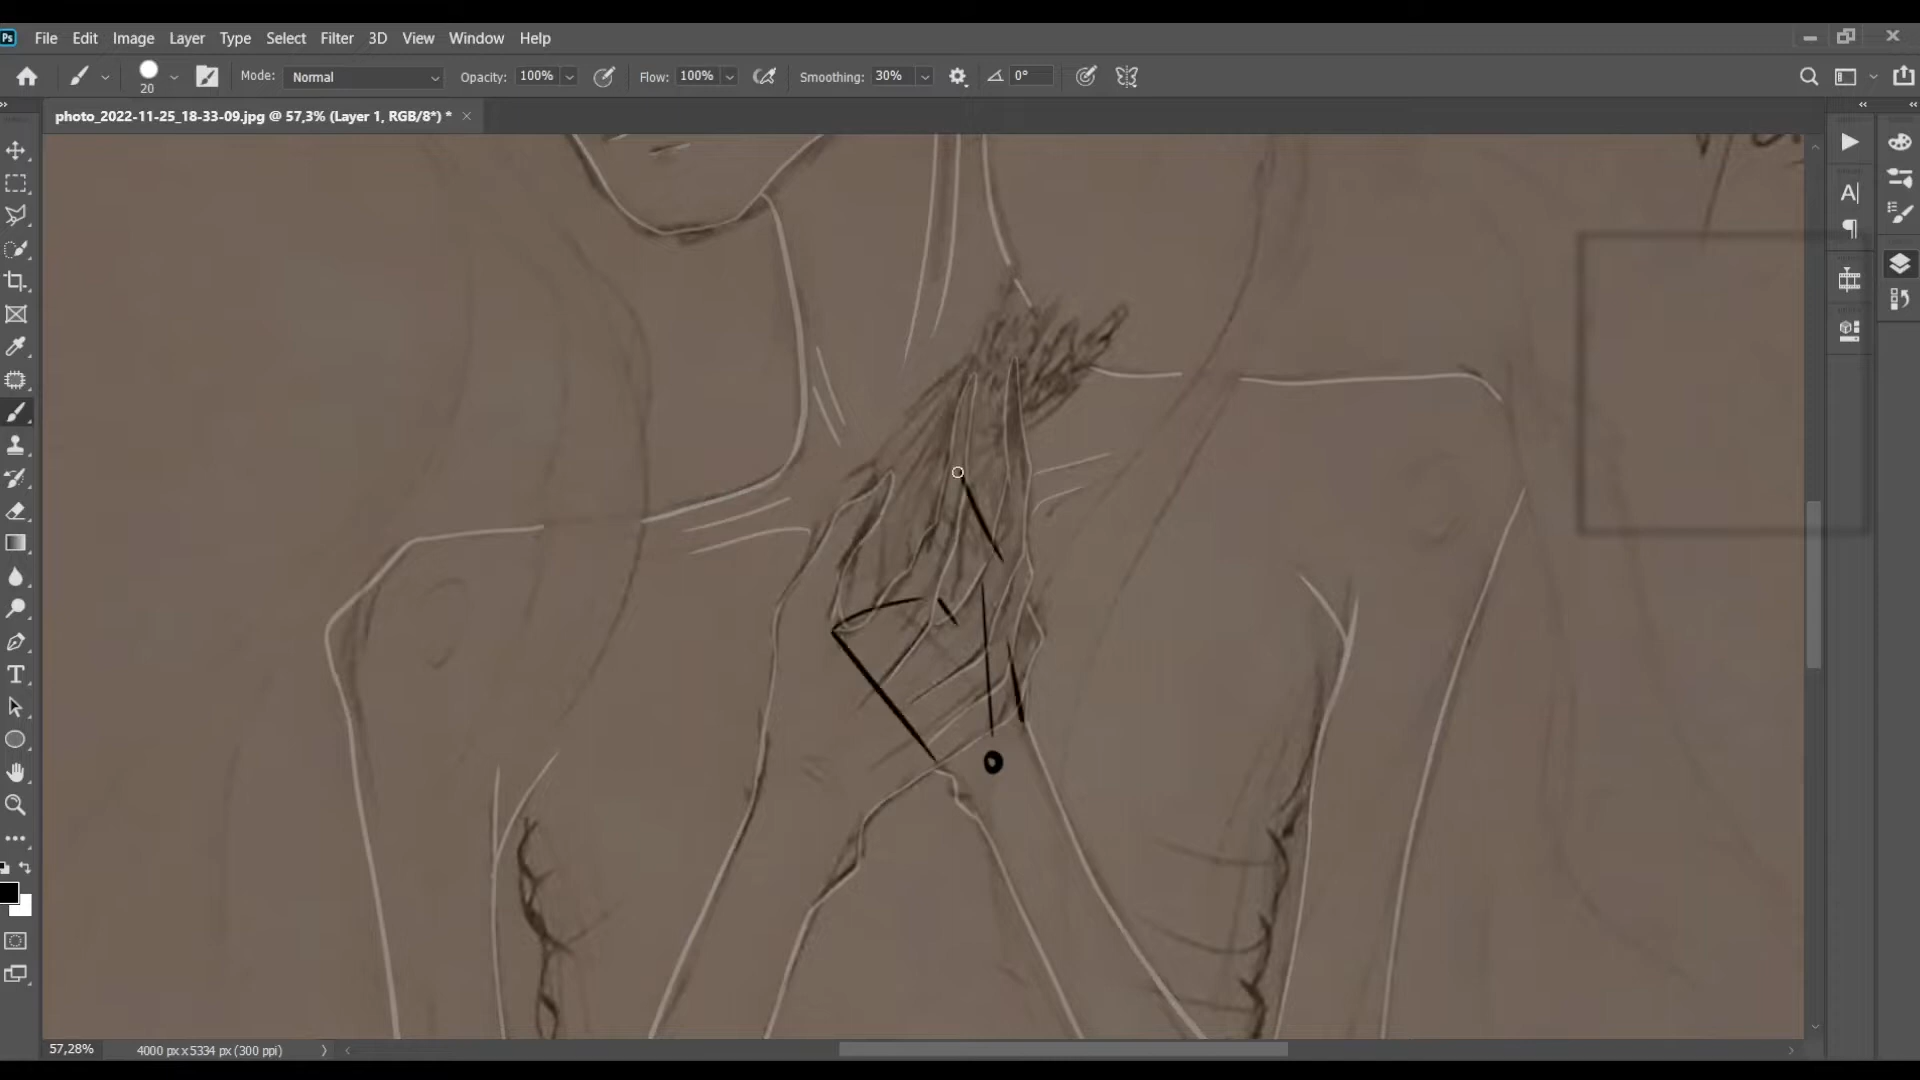 Ps File Edit Image Layer Type Select Filter 3D View Window Help
20 Mode: Normal Opacity: 100% Flow: 100% Smoothing: 30% 0°
photo_2022-11-25_18-33-09.jpg @ 57,3% (Layer 1, RGB/8*) *
57,28% 4000 px x 5334 px (300 ppi)